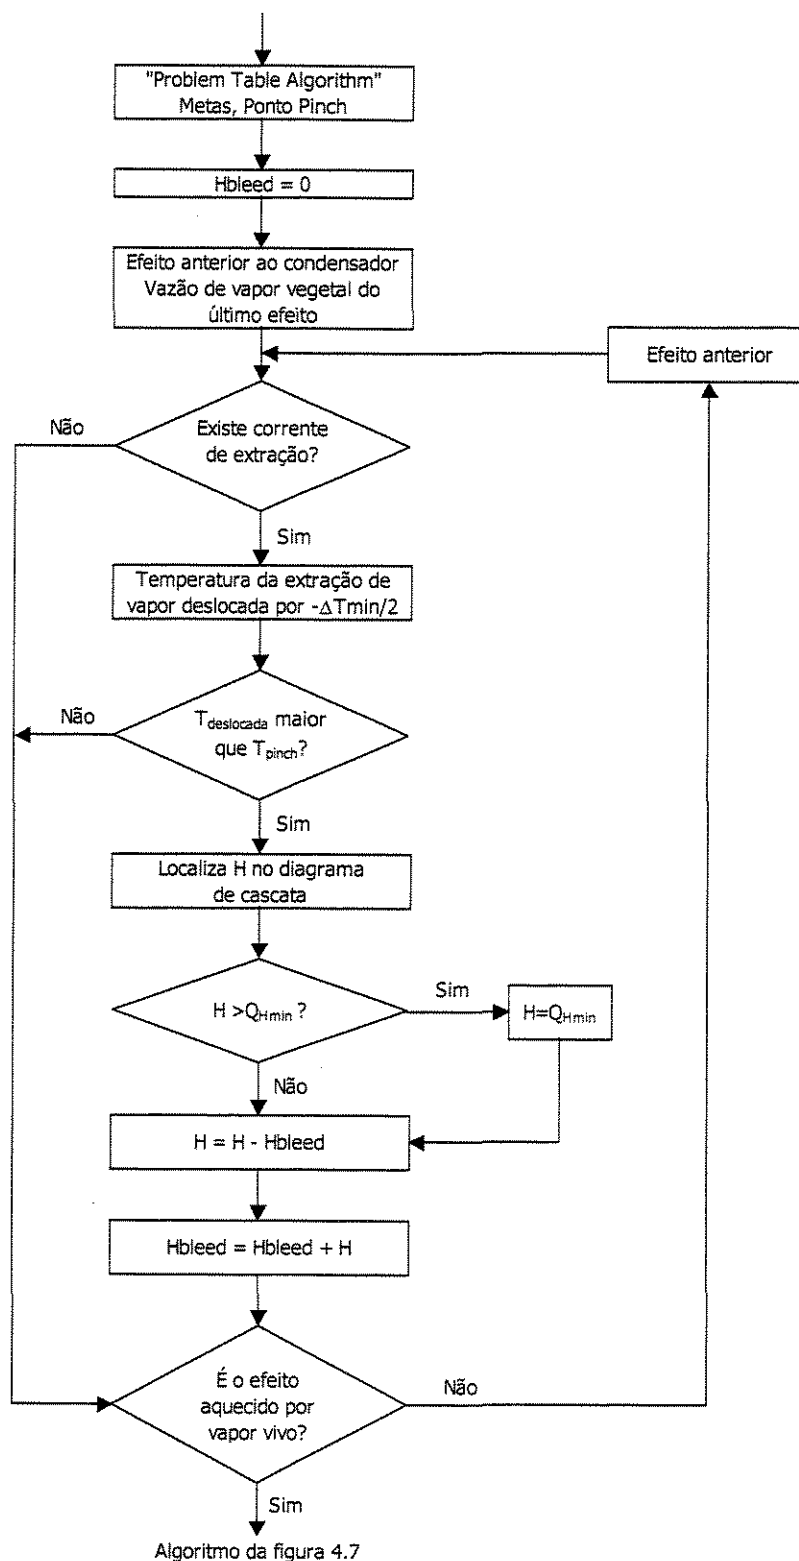 "Problem Table Algorithm"
Metas, Ponto Pinch
Hbleed = 0
Efeito anterior ao condensador
Vazão de vapor vegetal do
último efeito
Efeito anterior
Não
Existe corrente
de extração?
Sim
Temperatura da extração de
vapor deslocada por -ΔTmin/2
Não
Tdeslocada maior
que Tpinch?
Sim
Localiza H no diagrama
de cascata
H >QHmin ?
Sim
H=QHmin
Não
H = H - Hbleed
Hbleed = Hbleed + H
É o efeito
aquecido por
vapor vivo?
Não
Sim
Algoritmo da figura 4.7